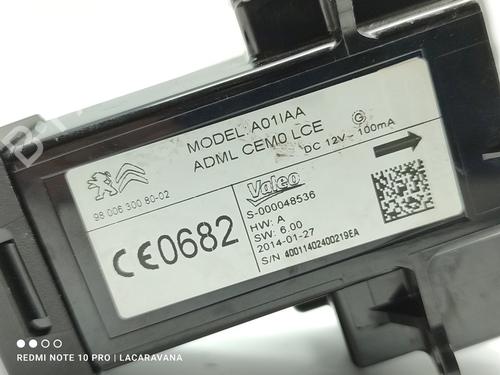 MODEL A01IAA
ADML CEM0 LCE
G
DC 12V - 100mA
98 006 300 80-02
CE0682
Valeo
S-000048536
HW: A
SW: 6.00
2014-01-27
S/N 40011402400219EA
REDMI NOTE 10 PRO | LACARAVANA